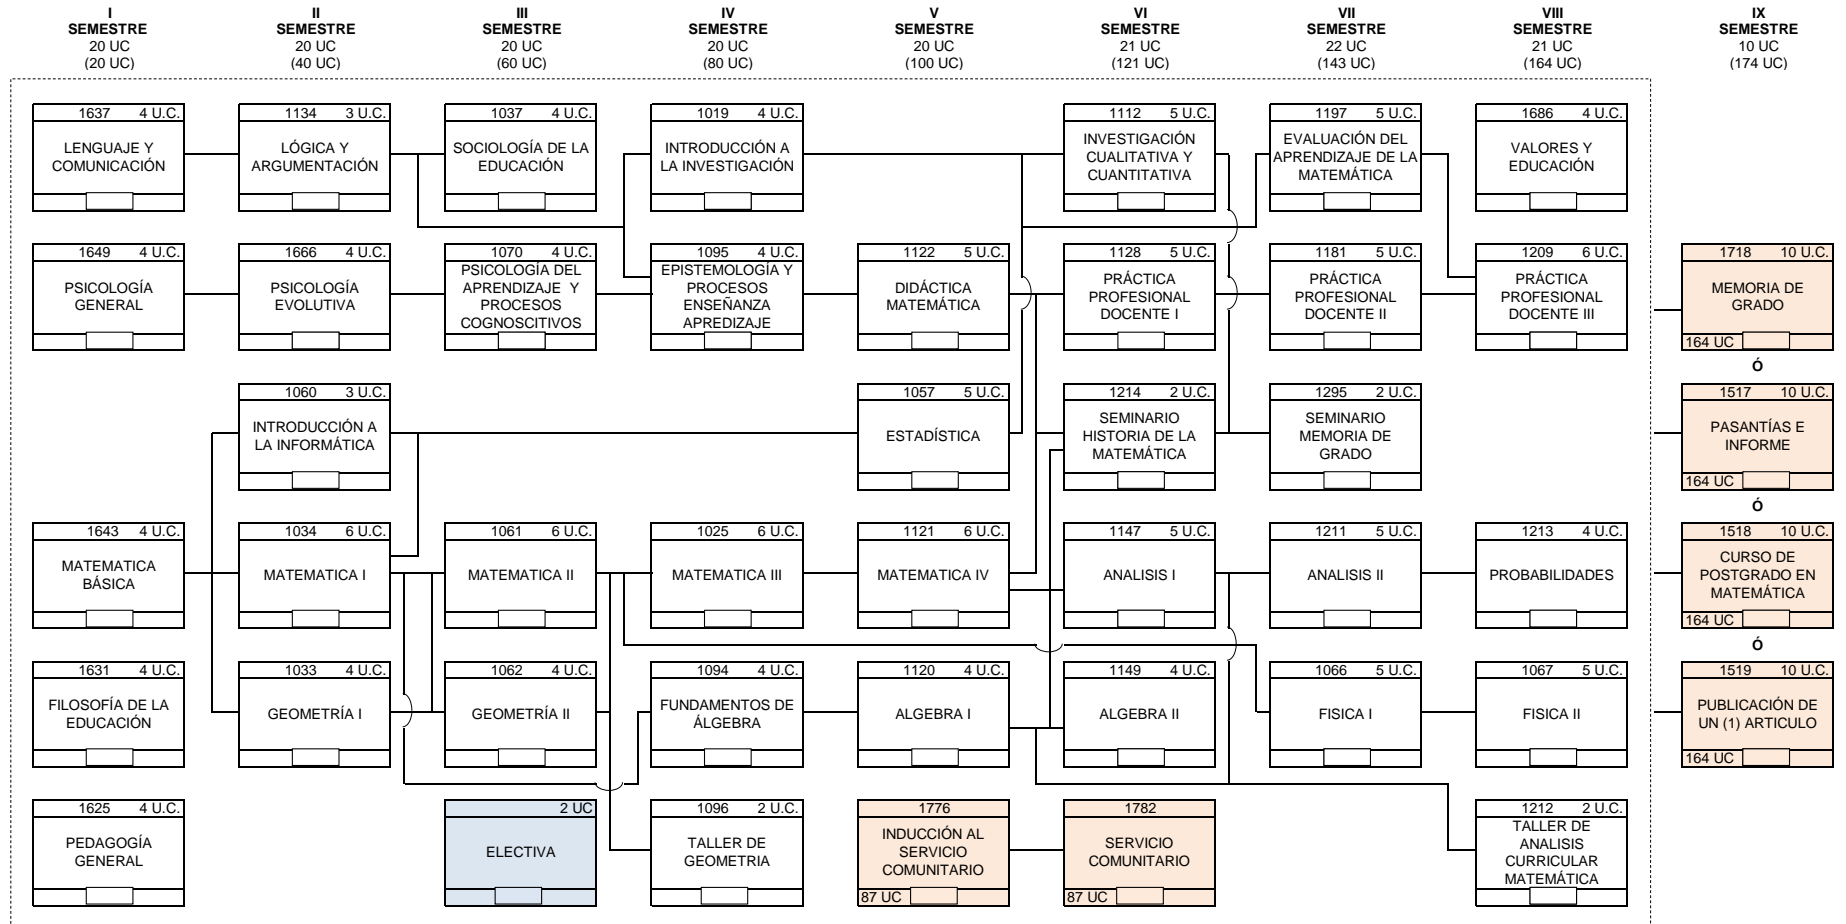 I
SEMESTRE
20 UC
(20 UC)
II
SEMESTRE
20 UC
(40 UC)
III
SEMESTRE
20 UC
(60 UC)
IV
SEMESTRE
20 UC
(80 UC)
V
SEMESTRE
20 UC
(100 UC)
VI
SEMESTRE
21 UC
(121 UC)
VII
SEMESTRE
22 UC
(143 UC)
VIII
SEMESTRE
21 UC
(164 UC)
IX
SEMESTRE
10 UC
(174 UC)
1637 4 U.C.
LENGUAJE Y
COMUNICACIÓN
1134 3 U.C.
LÓGICA Y
ARGUMENTACIÓN
1037 4 U.C.
SOCIOLOGÍA DE LA
EDUCACIÓN
1019 4 U.C.
INTRODUCCIÓN A
LA INVESTIGACIÓN
1112 5 U.C.
INVESTIGACIÓN
CUALITATIVA Y
CUANTITATIVA
1197 5 U.C.
EVALUACIÓN DEL
APRENDIZAJE DE LA
MATEMÁTICA
1686 4 U.C.
VALORES Y
EDUCACIÓN
1649 4 U.C.
PSICOLOGÍA
GENERAL
1666 4 U.C.
PSICOLOGÍA
EVOLUTIVA
1070 4 U.C.
PSICOLOGÍA DEL
APRENDIZAJE Y
PROCESOS
COGNOSCITIVOS
1095 4 U.C.
EPISTEMOLOGÍA Y
PROCESOS
ENSEÑANZA
APREDIZAJE
1122 5 U.C.
DIDÁCTICA
MATEMÁTICA
1128 5 U.C.
PRÁCTICA
PROFESIONAL
DOCENTE I
1181 5 U.C.
PRÁCTICA
PROFESIONAL
DOCENTE II
1209 6 U.C.
PRÁCTICA
PROFESIONAL
DOCENTE III
1718 10 U.C.
MEMORIA DE
GRADO
164 UC
Ó
1060 3 U.C.
INTRODUCCIÓN A
LA INFORMÁTICA
1057 5 U.C.
ESTADÍSTICA
1214 2 U.C.
SEMINARIO
HISTORIA DE LA
MATEMÁTICA
1295 2 U.C.
SEMINARIO
MEMORIA DE
GRADO
1517 10 U.C.
PASANTÍAS E
INFORME
164 UC
Ó
1643 4 U.C.
MATEMATICA
BÁSICA
1034 6 U.C.
MATEMATICA I
1061 6 U.C.
MATEMATICA II
1025 6 U.C.
MATEMATICA III
1121 6 U.C.
MATEMATICA IV
1147 5 U.C.
ANALISIS I
1211 5 U.C.
ANALISIS II
1213 4 U.C.
PROBABILIDADES
1518 10 U.C.
CURSO DE
POSTGRADO EN
MATEMÁTICA
164 UC
Ó
1631 4 U.C.
FILOSOFÍA DE LA
EDUCACIÓN
1033 4 U.C.
GEOMETRÍA I
1062 4 U.C.
GEOMETRÍA II
1094 4 U.C.
FUNDAMENTOS DE
ÁLGEBRA
1120 4 U.C.
ALGEBRA I
1149 4 U.C.
ALGEBRA II
1066 5 U.C.
FISICA I
1067 5 U.C.
FISICA II
1519 10 U.C.
PUBLICACIÓN DE
UN (1) ARTICULO
164 UC
1625 4 U.C.
PEDAGOGÍA
GENERAL
2 UC
ELECTIVA
1096 2 U.C.
TALLER DE
GEOMETRIA
1776
INDUCCIÓN AL
SERVICIO
COMUNITARIO
87 UC
1782
SERVICIO
COMUNITARIO
87 UC
1212 2 U.C.
TALLER DE
ANALISIS
CURRICULAR
MATEMÁTICA